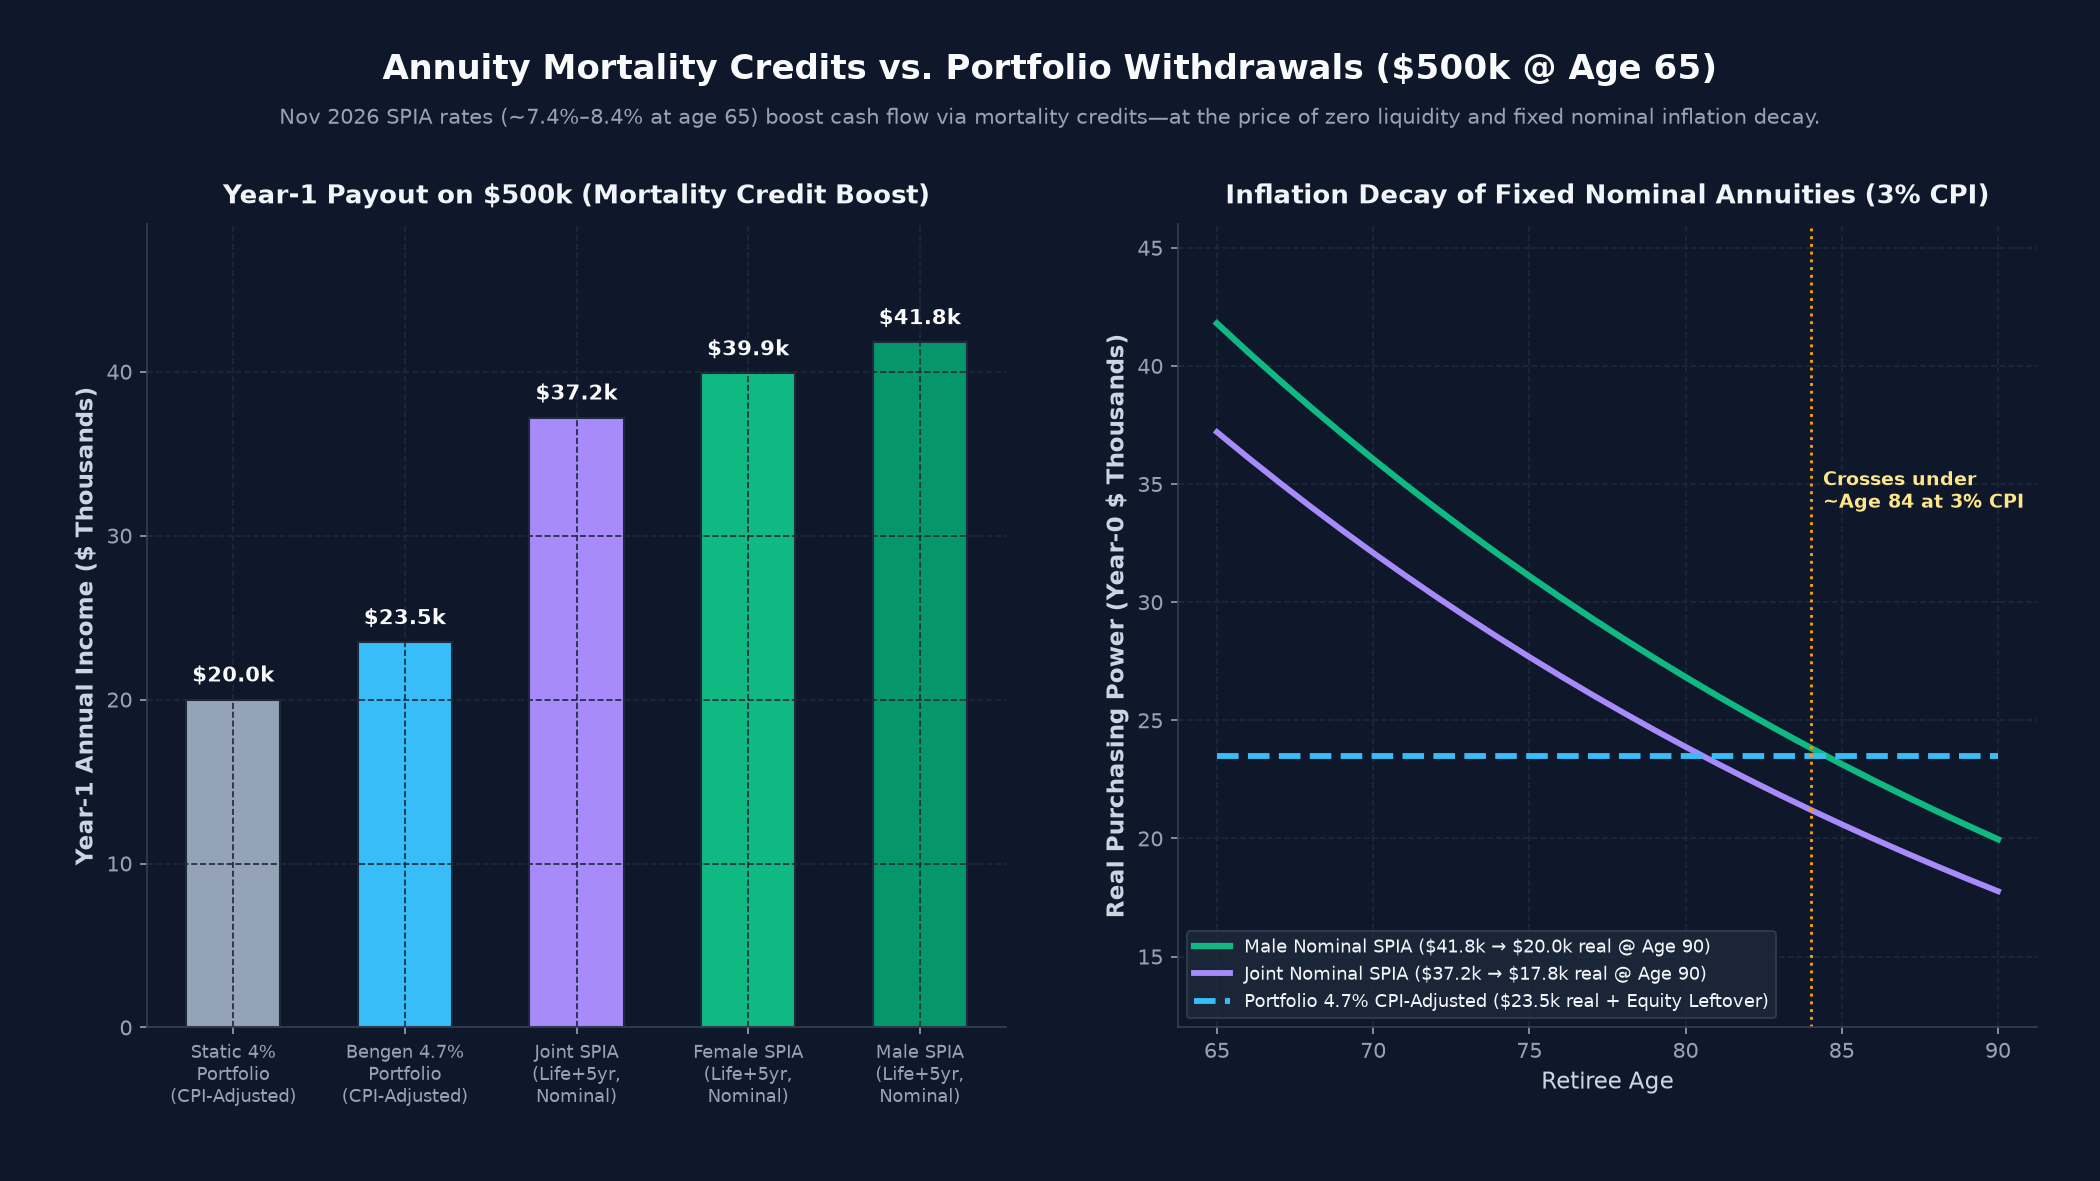 Annuity Mortality Credits vs. Portfolio Withdrawals ($500k @ Age 65)
Nov 2026 SPIA rates (~7.4%–8.4% at age 65) boost cash flow via mortality credits—at the price of zero liquidity and fixed nominal inflation decay.
Year-1 Payout on $500k (Mortality Credit Boost)
Year-1 Annual Income ($ Thousands)
40
30
20
10
0
$20.0k
$23.5k
$37.2k
$39.9k
$41.8k
Static 4%
Portfolio
(CPI-Adjusted)
Bengen 4.7%
Portfolio
(CPI-Adjusted)
Joint SPIA
(Life+5yr,
Nominal)
Female SPIA
(Life+5yr,
Nominal)
Male SPIA
(Life+5yr,
Nominal)
Inflation Decay of Fixed Nominal Annuities (3% CPI)
Real Purchasing Power (Year-0 $ Thousands)
45
40
35
30
25
20
15
Crosses under
~Age 84 at 3% CPI
Male Nominal SPIA ($41.8k → $20.0k real @ Age 90)
Joint Nominal SPIA ($37.2k → $17.8k real @ Age 90)
Portfolio 4.7% CPI-Adjusted ($23.5k real + Equity Leftover)
65
70
75
80
85
90
Retiree Age